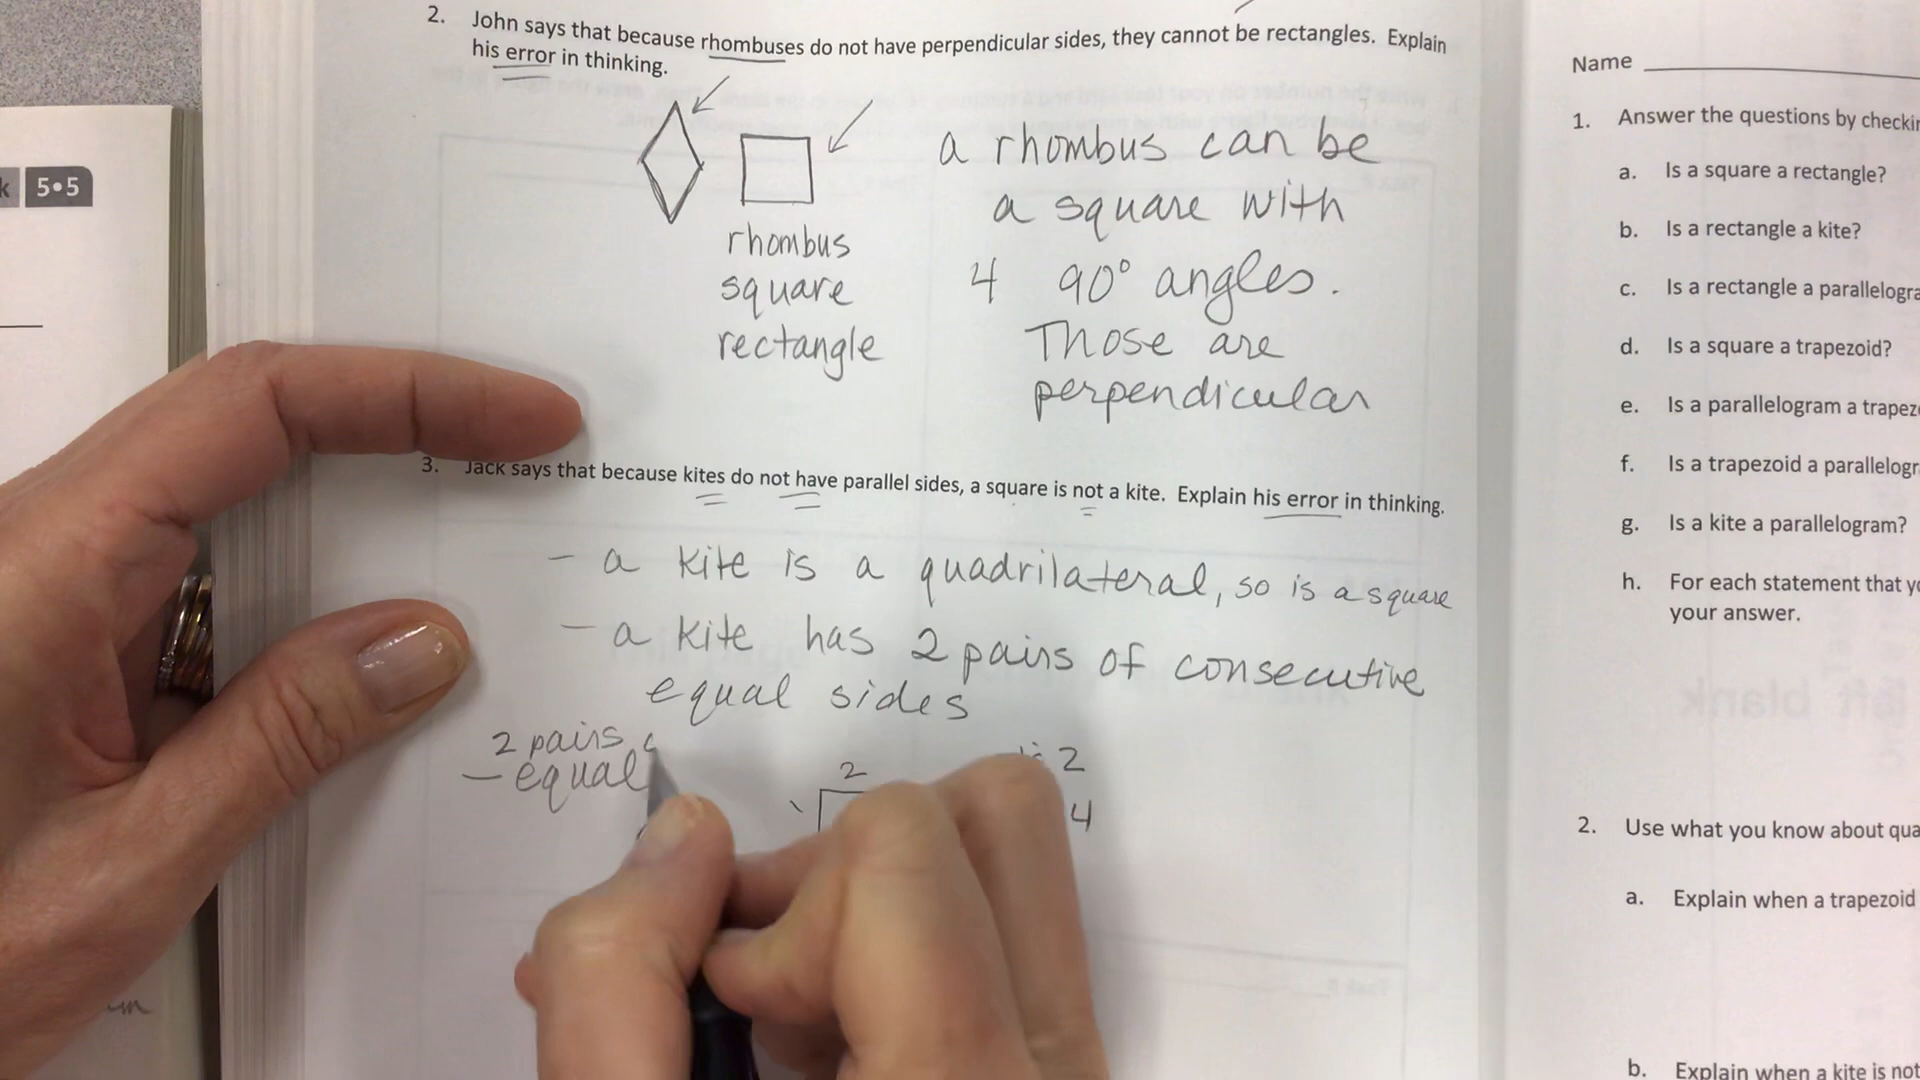 2. John says that because rhombuses do not have perpendicular sides, they cannot be rectangles. Explain
his error in thinking.
a rhombus can be
a square with
4 90° angles.
Those are
perpendicular
rhombus
square
rectangle
3. Jack says that because kites do not have parallel sides, a square is not a kite. Explain his error in thinking.
- a kite is a quadrilateral, so is a square
- a kite has 2 pairs of consecutive
equal sides
2 pairs
- equal
2
2
4
5•5
Name
1. Answer the questions by
a. Is a square a rectangle?
b. Is a rectangle a kite?
c. Is a rectangle a
d. Is a square a trapezoid?
e. Is a parallelogram a
f. Is a trapezoid a
g. Is a kite a parallelogram?
h. For each statement that
your answer.
2. Use what you know about
a. Explain when a trapezoid
b. Explain when a kite is not